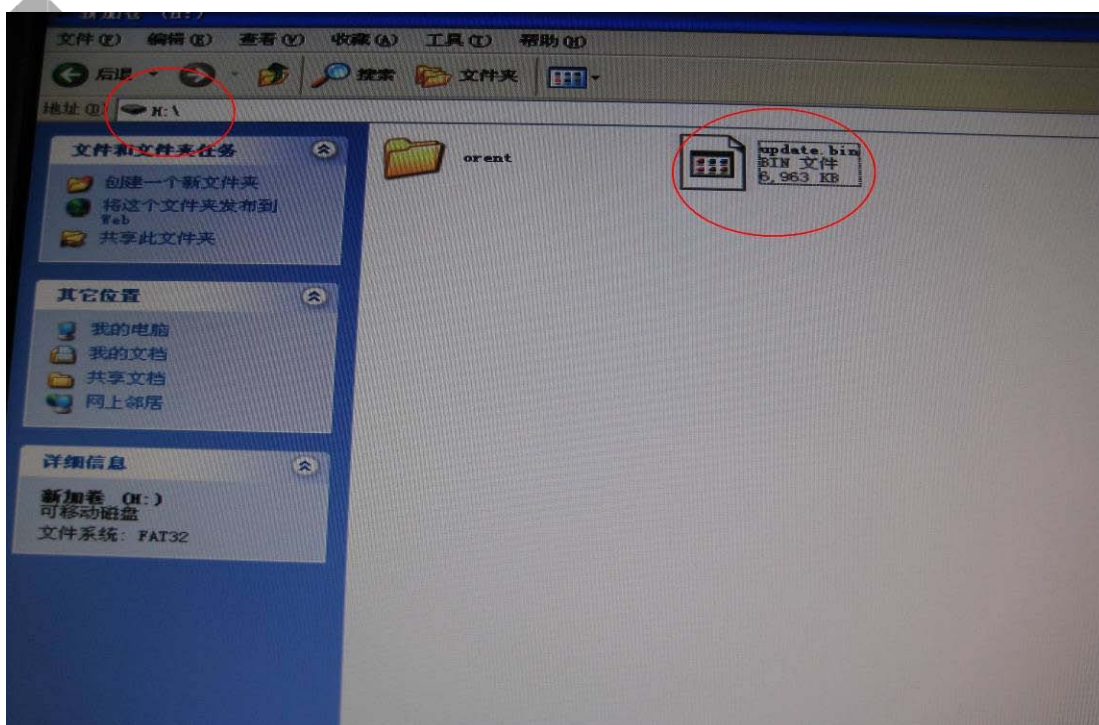 新加卷 (H:)
文件(F) 编辑(E) 查看(V) 收藏(A) 工具(T) 帮助(H)
后退 搜索 文件夹
地址(D) H:\
文件和文件夹任务
创建一个新文件夹
将这个文件夹发布到
Web
共享此文件夹
其它位置
我的电脑
我的文档
共享文档
网上邻居
详细信息
新加卷 (H:)
可移动磁盘
文件系统: FAT32
orent
update.bin
BIN 文件
6,963 KB